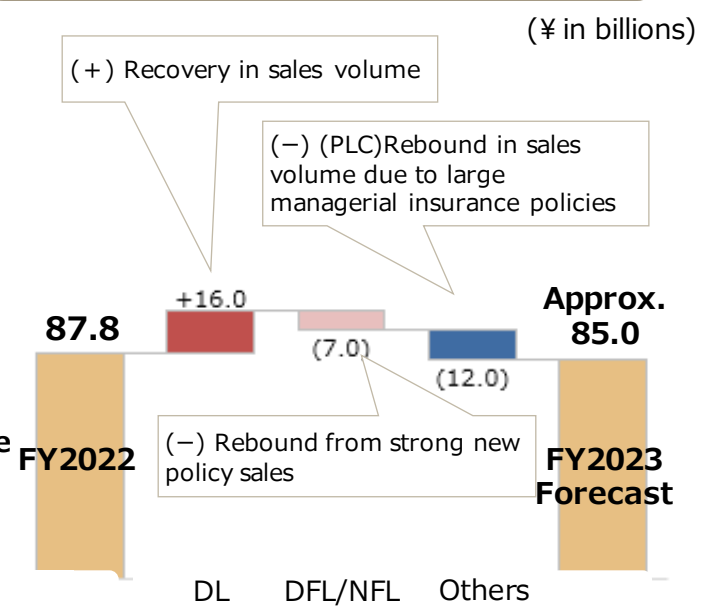 (¥ in billions)
(+) Recovery in sales volume
(−) (PLC)Rebound in sales
volume due to large
managerial insurance policies
87.8
+16.0
(7.0)
(12.0)
Approx.
85.0
(−) Rebound from strong new
policy sales
e
FY2022
FY2023
Forecast
DL
DFL/NFL
Others